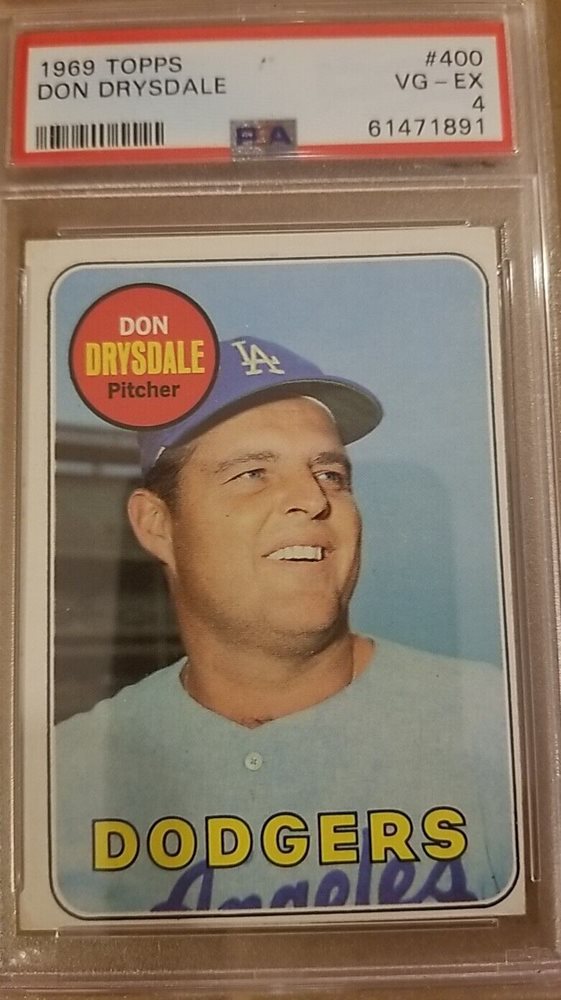 1969 TOPPS
#400
DON DRYSDALE
VG - EX
4
PSA
61471891
DON
DRYSDALE
Pitcher
LA
DODGERS
Angeles